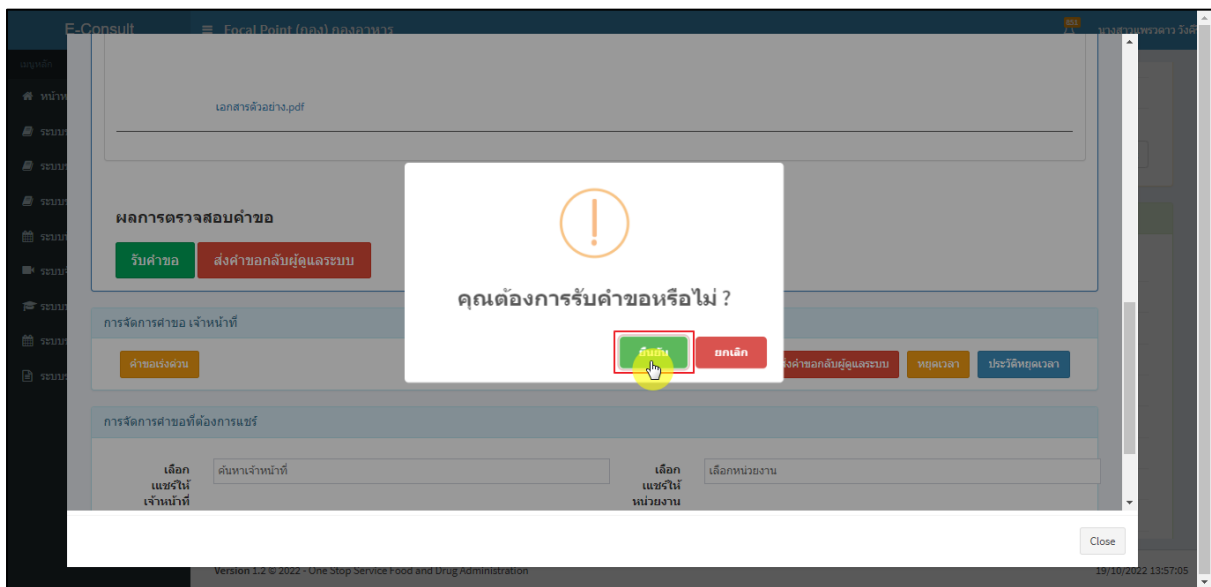 E-Consult
☰ Focal Point (กอง) กองอาหาร
เมนูหลัก
เอกสารตัวอย่าง.pdf
ผลการตรวจสอบคำขอ
รับคำขอ
ส่งคำขอกลับผู้ดูแลระบบ
คุณต้องการรับคำขอหรือไม่ ?
ยืนยัน
ยกเลิก
การจัดการคำขอ เจ้าหน้าที่
คำขอเร่งด่วน
ส่งคำขอกลับผู้ดูแลระบบ
หยุดเวลา
ประวัติหยุดเวลา
การจัดการคำขอที่ต้องการแชร์
เลือก
แชร์ให้
เจ้าหน้าที่
ค้นหาเจ้าหน้าที่
เลือก
แชร์ให้
หน่วยงาน
เลือกหน่วยงาน
Close
Version 1.2 © 2022 - One Stop Service Food and Drug Administration
19/10/2022 13:57:05